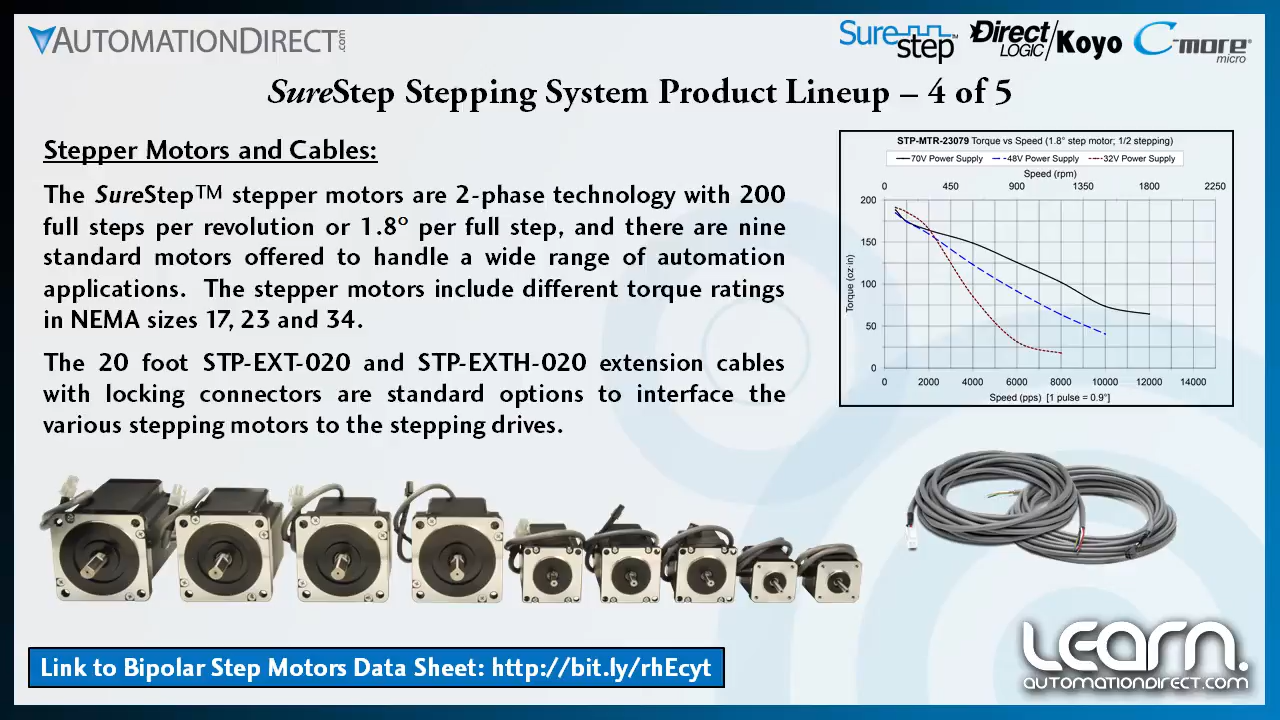 AUTOMATIONDIRECT.com
Sure step™
Direct LOGIC / Koyo
C-more® micro
SureStep Stepping System Product Lineup – 4 of 5
Stepper Motors and Cables:
The SureStep™ stepper motors are 2-phase technology with 200
full steps per revolution or 1.8° per full step, and there are nine
standard motors offered to handle a wide range of automation
applications. The stepper motors include different torque ratings
in NEMA sizes 17, 23 and 34.
The 20 foot STP-EXT-020 and STP-EXTH-020 extension cables
with locking connectors are standard options to interface the
various stepping motors to the stepping drives.
STP-MTR-23079 Torque vs Speed (1.8° step motor; 1/2 stepping)
70V Power Supply 48V Power Supply 32V Power Supply
Speed (rpm)
0 450 900 1350 1800 2250
200
150
100
50
0
Torque (oz·in)
0 2000 4000 6000 8000 10000 12000 14000
Speed (pps) [1 pulse = 0.9°]
Link to Bipolar Step Motors Data Sheet: http://bit.ly/rhEcyt
LEARN.
AUTOMATIONDIRECT.COM